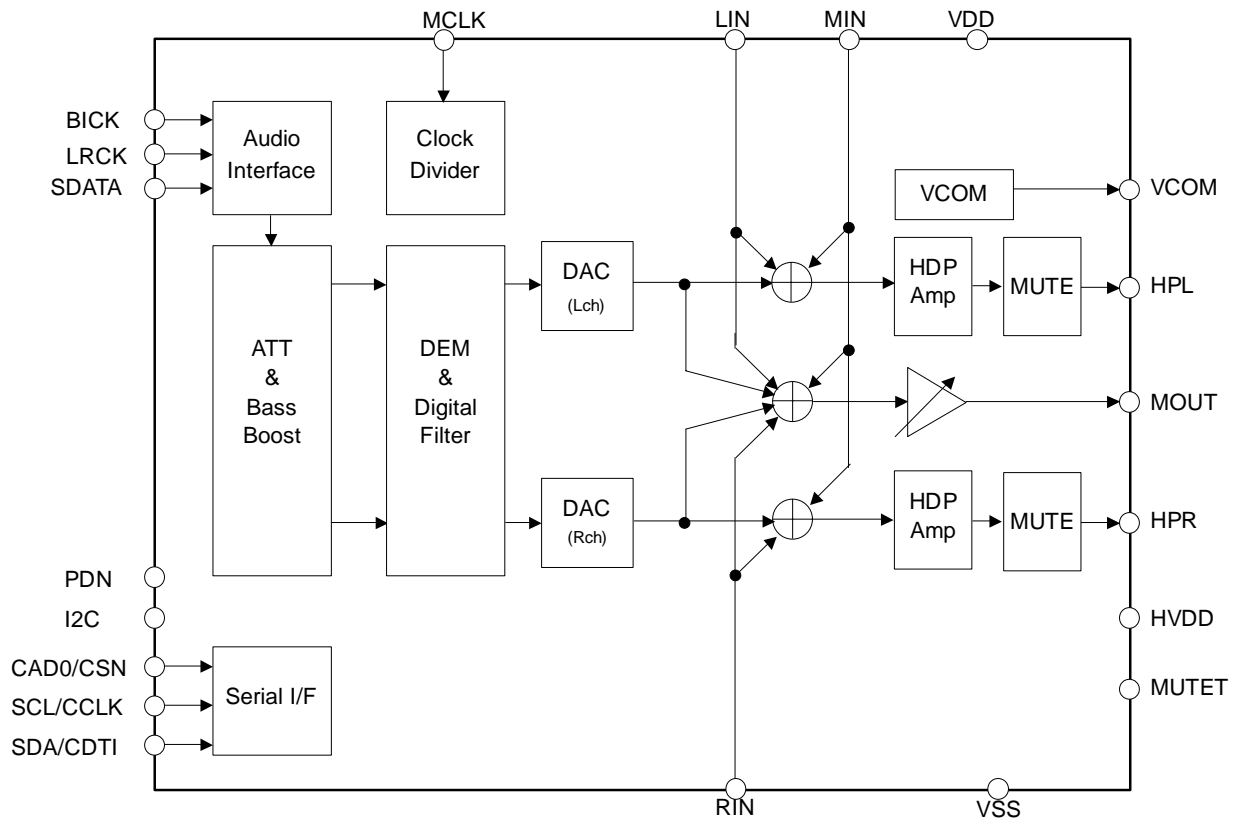 MCLK
LIN
MIN
VDD
BICK
LRCK
SDATA
Audio
Interface
Clock
Divider
VCOM
VCOM
ATT
&
Bass
Boost
DEM
&
Digital
Filter
DAC
(Lch)
HDP
Amp
MUTE
HPL
MOUT
DAC
(Rch)
HDP
Amp
MUTE
HPR
PDN
I2C
HVDD
CAD0/CSN
SCL/CCLK
SDA/CDTI
Serial I/F
MUTET
RIN
VSS